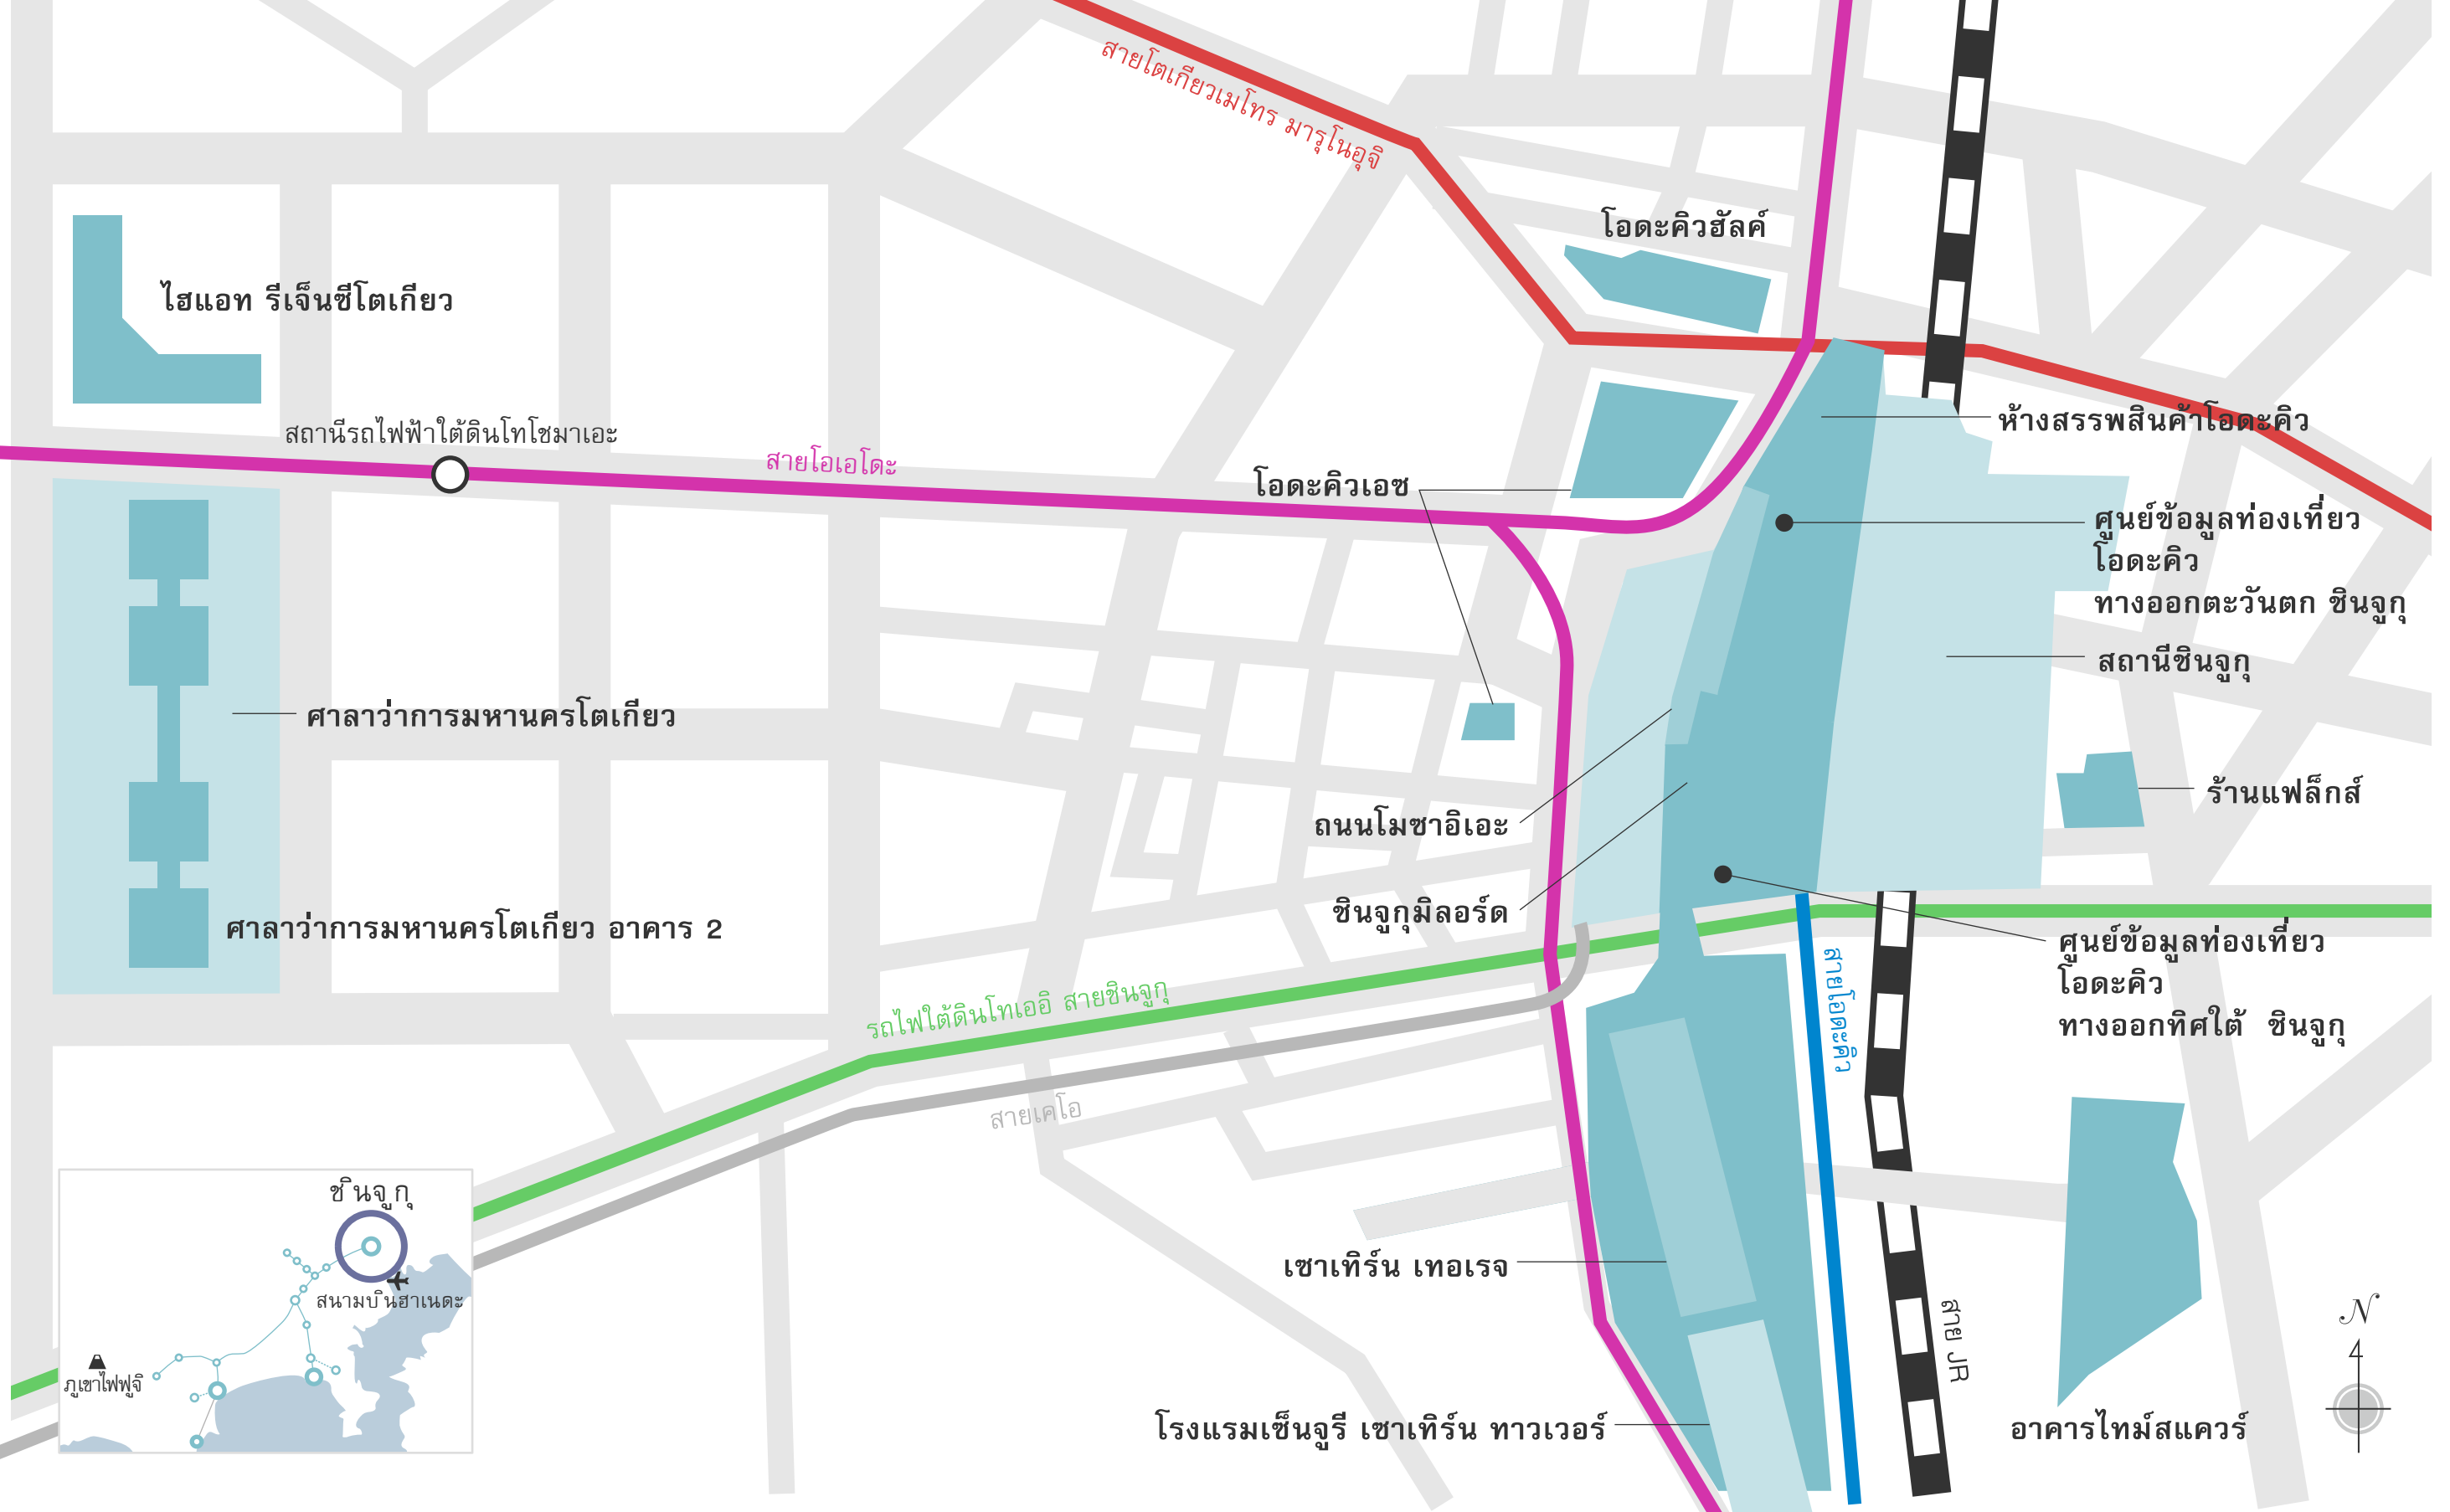 สายโตเกียวเมโทร มารุโนอุจิ
โอดะคิวฮัลค์
ไฮแอท รีเจ็นซีโตเกียว
สถานีรถไฟฟ้าใต้ดินโทโชมาเอะ
สายโอเอโดะ
ห้างสรรพสินค้าโอดะคิว
โอดะคิวเอซ
ศูนย์ข้อมูลท่องเที่ยว
โอดะคิว
ทางออกตะวันตก ชินจูกุ
สถานีชินจูกุ
ศาลาว่าการมหานครโตเกียว
ร้านแฟล็กส์
ถนนโมซาอิเอะ
ชินจูกุมิลอร์ด
ศาลาว่าการมหานครโตเกียว อาคาร 2
ศูนย์ข้อมูลท่องเที่ยว
โอดะคิว
ทางออกทิศใต้ ชินจูกุ
รถไฟใต้ดินโทเออิ สายชินจูกุ
สายโอดะคิว
สายเคโอ
ชินจูกุ
สนามบินฮาเนดะ
ภูเขาไฟฟูจิ
เซาเทิร์น เทอเรจ
สาย JR
N
โรงแรมเซ็นจูรี เซาเทิร์น ทาวเวอร์
อาคารไทม์สแควร์